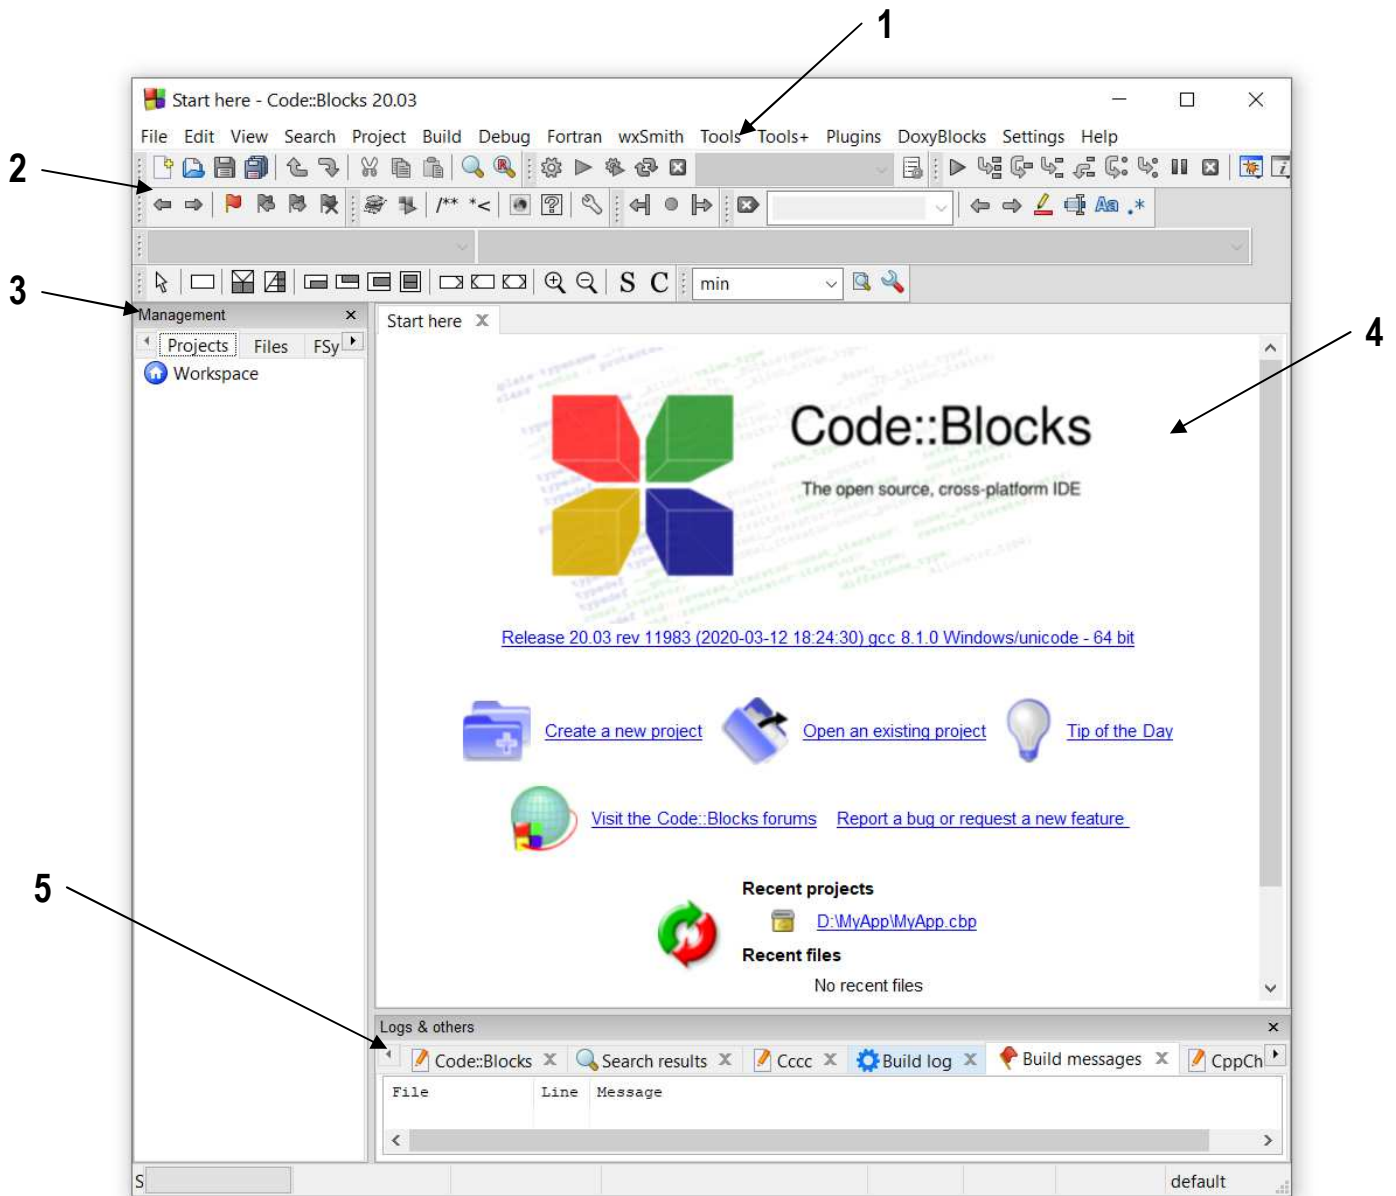 1
Start here - Code::Blocks 20.03
File Edit View Search Project Build Debug Fortran wxSmith Tools Tools+ Plugins DoxyBlocks Settings Help
2
/** *<
Aa .*
3
S C min
Management
Start here
4
Projects Files FSy
Workspace
Code::Blocks
The open source, cross-platform IDE
Release 20.03 rev 11983 (2020-03-12 18:24:30) gcc 8.1.0 Windows/unicode - 64 bit
Create a new project Open an existing project Tip of the Day
Visit the Code::Blocks forums Report a bug or request a new feature
5
Recent projects
D:\MyApp\MyApp.cbp
Recent files
No recent files
Logs & others
Code::Blocks Search results Cccc Build log Build messages CppCh
File Line Message
S default